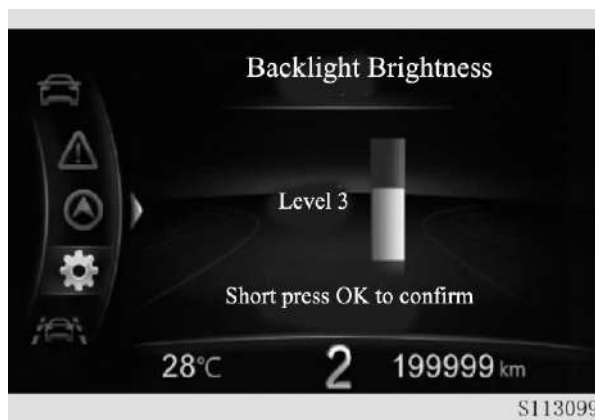 Backlight Brightness
Level 3
Short press OK to confirm
28°C 2 199999 km
S113099